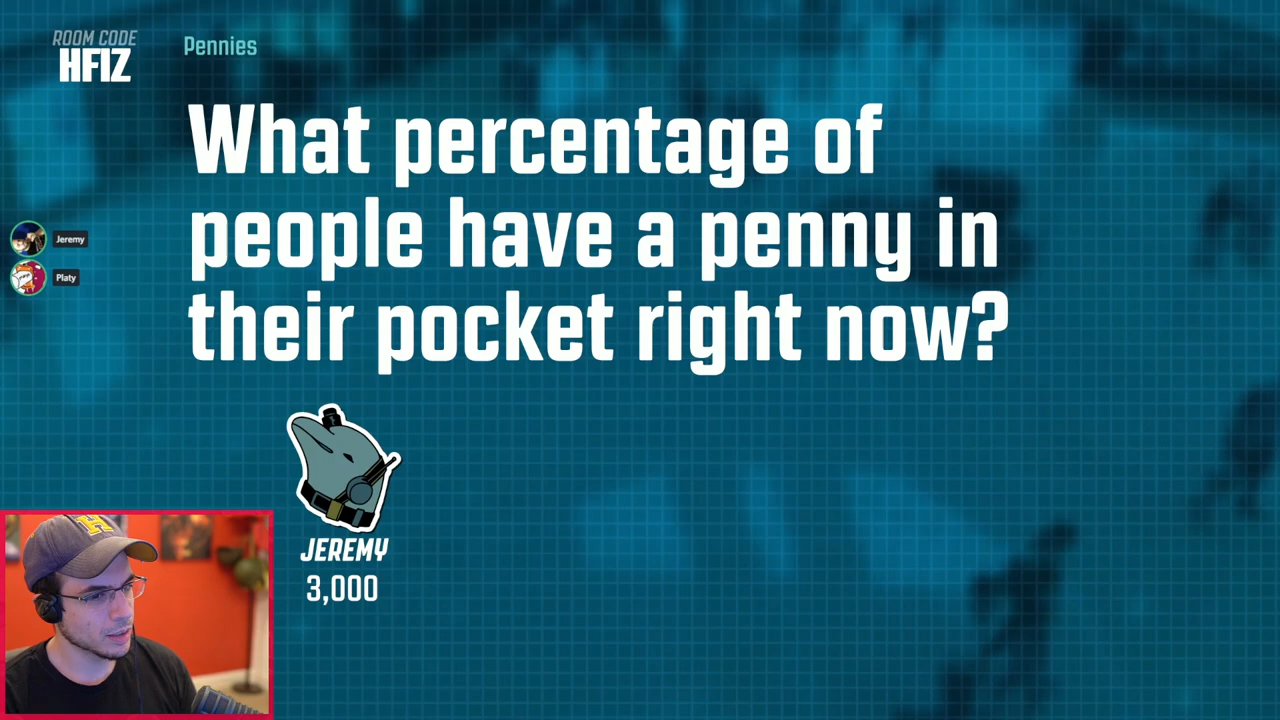 ROOM CODE
HFIZ
Pennies
What percentage of
people have a penny in
their pocket right now?
Jeremy
Platy
JEREMY
3,000
H